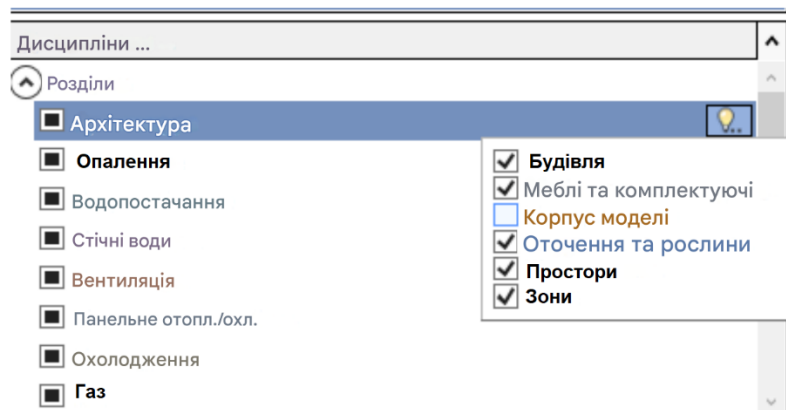 Дисципліни ...
Розділи
Архітектура
Опалення
Водопостачання
Стічні води
Вентиляція
Панельне отопл./охл.
Охолодження
Газ
Будівля
Меблі та комплектуючі
Корпус моделі
Оточення та рослини
Простори
Зони